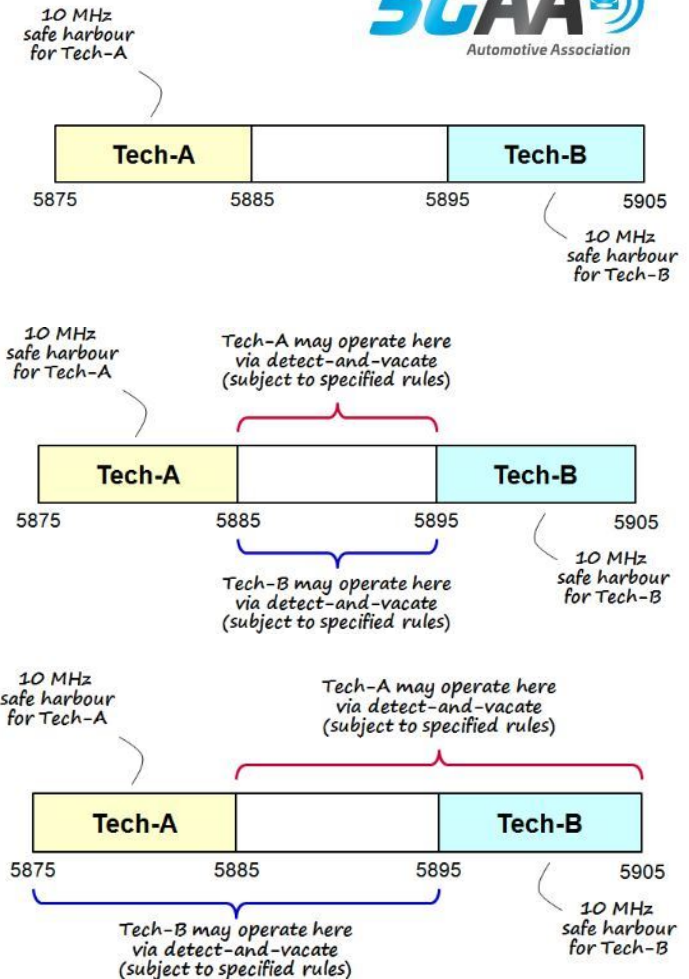 5GAA
Automotive Association
10 MHz
safe harbour
for Tech-A
Tech-A
Tech-B
5875
5885
5895
5905
10 MHz
safe harbour
for Tech-B
10 MHz
safe harbour
for Tech-A
Tech-A may operate here
via detect-and-vacate
(subject to specified rules)
Tech-A
Tech-B
5875
5885
5895
5905
Tech-B may operate here
via detect-and-vacate
(subject to specified rules)
10 MHz
safe harbour
for Tech-B
10 MHz
safe harbour
for Tech-A
Tech-A may operate here
via detect-and-vacate
(subject to specified rules)
Tech-A
Tech-B
5875
5885
5895
5905
Tech-B may operate here
via detect-and-vacate
(subject to specified rules)
10 MHz
safe harbour
for Tech-B